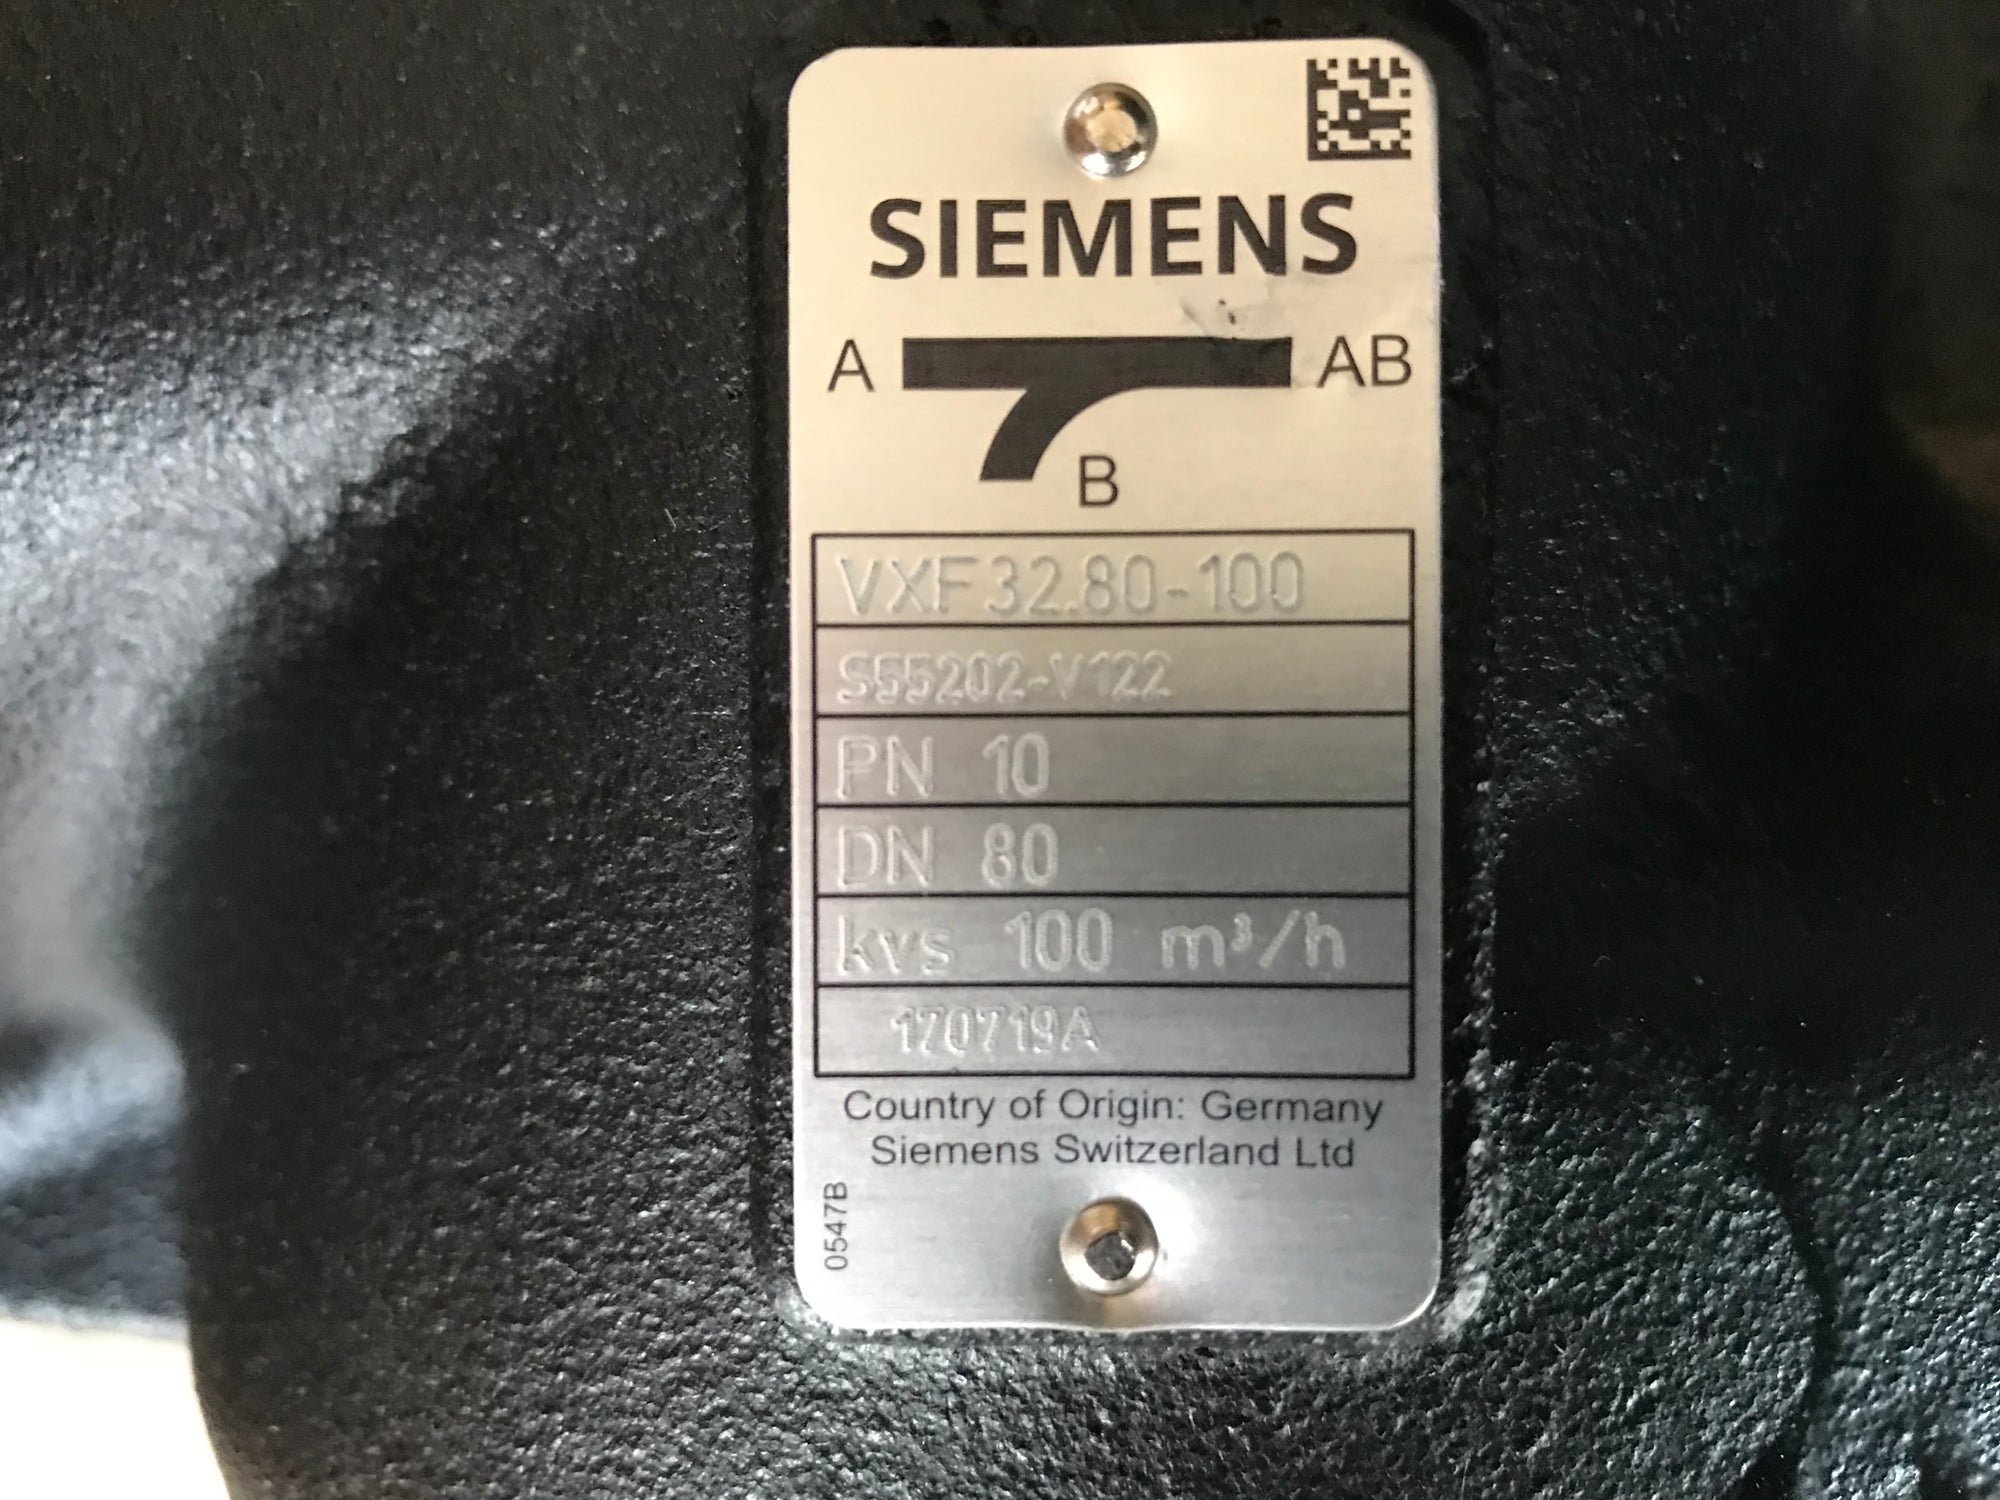 SIEMENS
A
AB
B
VXF32.80-100
S55202-V122
PN 10
DN 80
kvs 100 m³/h
170719A
Country of Origin: Germany
Siemens Switzerland Ltd
0547B